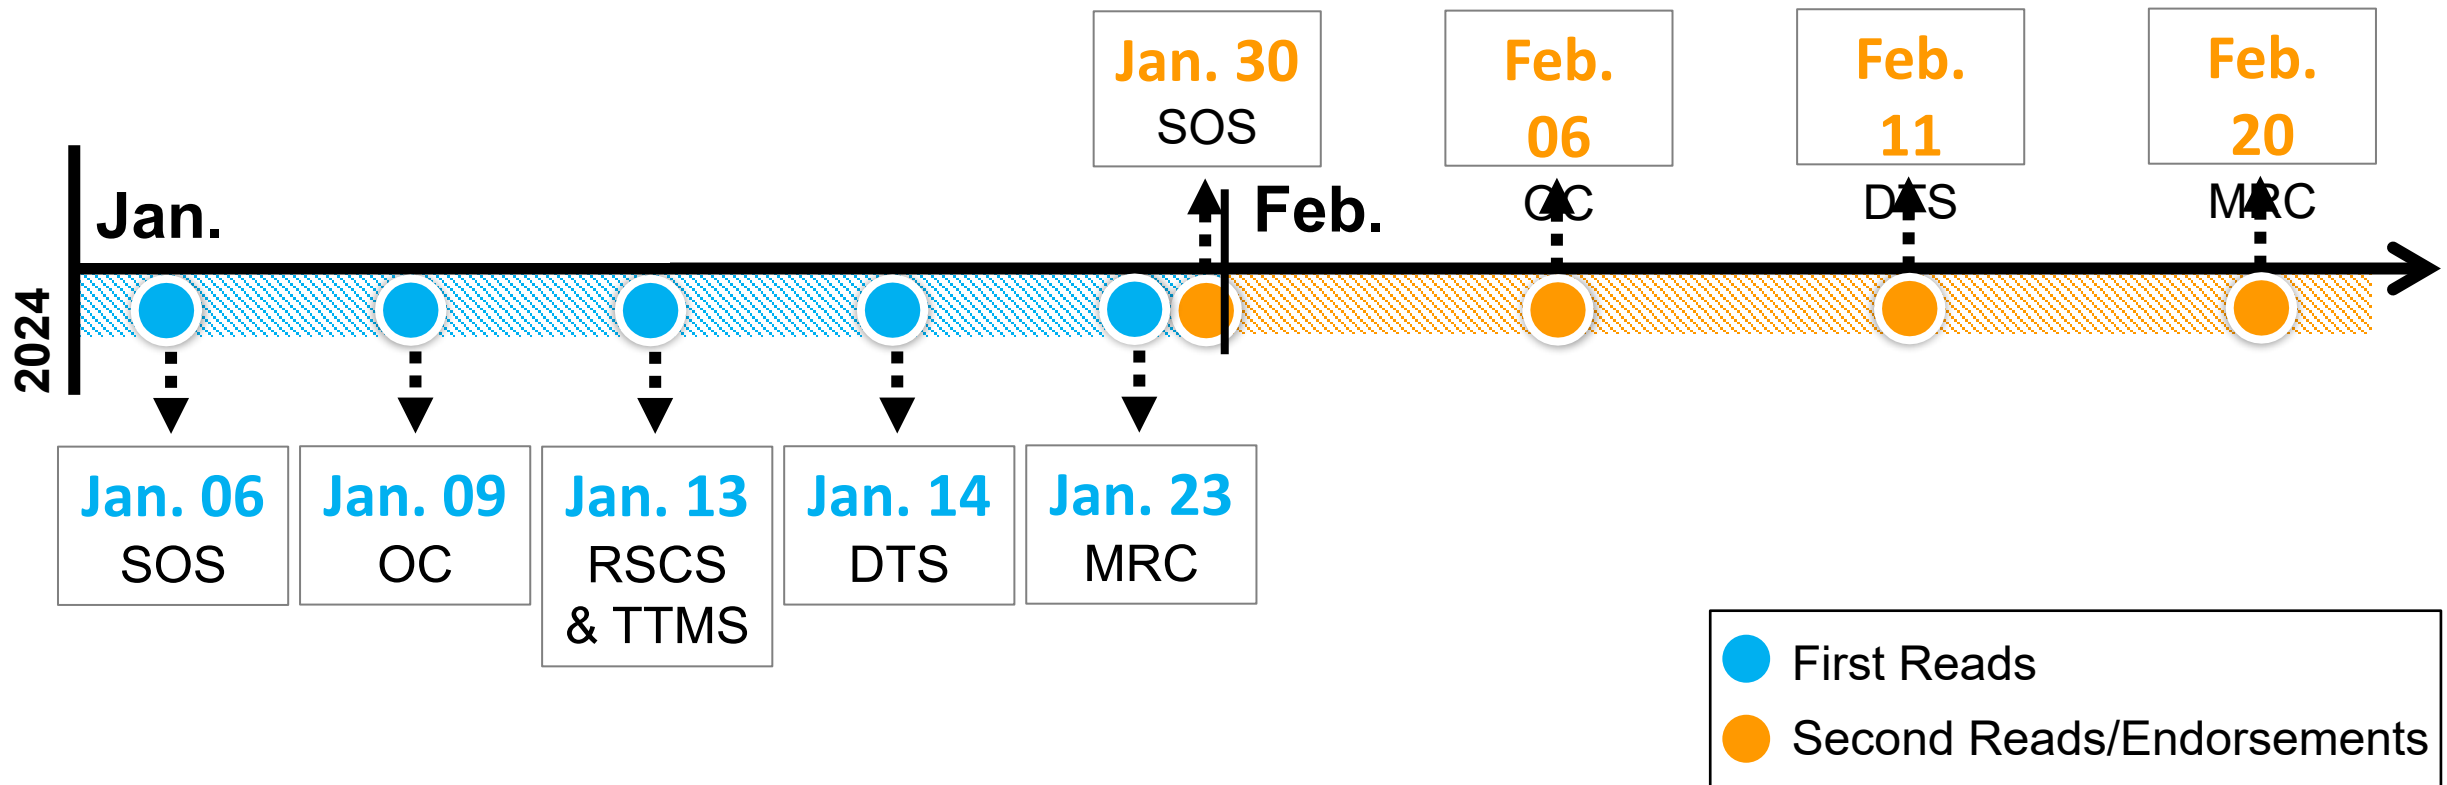 Jan. 30
SOS
Feb.
06
OC
Feb.
11
DTS
Feb.
20
MRC
Jan.
Feb.
2024
Jan. 06
SOS
Jan. 09
OC
Jan. 13
RSCS
& TTMS
Jan. 14
DTS
Jan. 23
MRC
First Reads
Second Reads/Endorsements